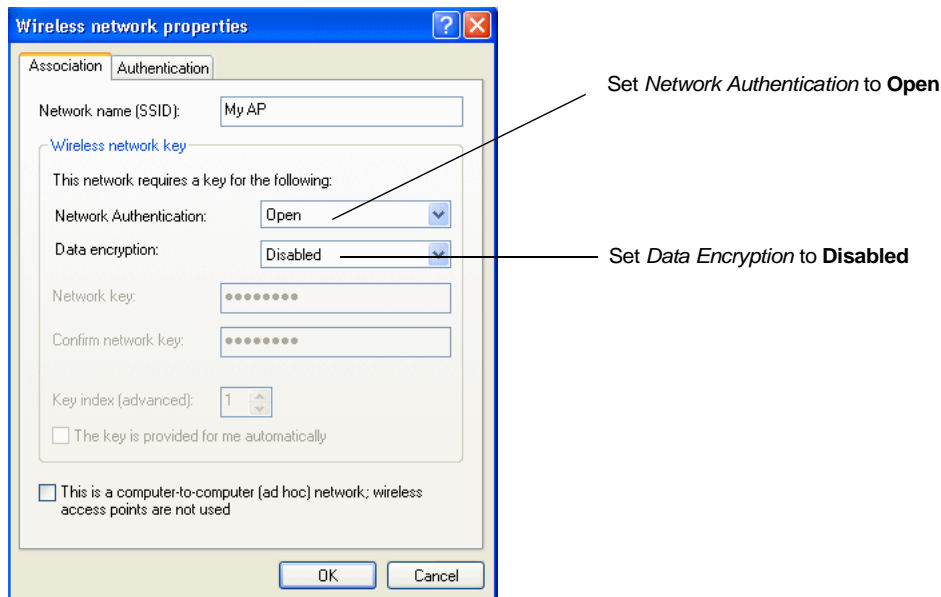 Wireless network properties
Association
Authentication
Set Network Authentication to Open
Network name (SSID):
My AP
Wireless network key
This network requires a key for the following:
Network Authentication:
Open
Data encryption:
Disabled
Set Data Encryption to Disabled
Network key:
••••••••
Confirm network key:
••••••••
Key index (advanced):
1
The key is provided for me automatically
This is a computer-to-computer (ad hoc) network; wireless
access points are not used
OK
Cancel